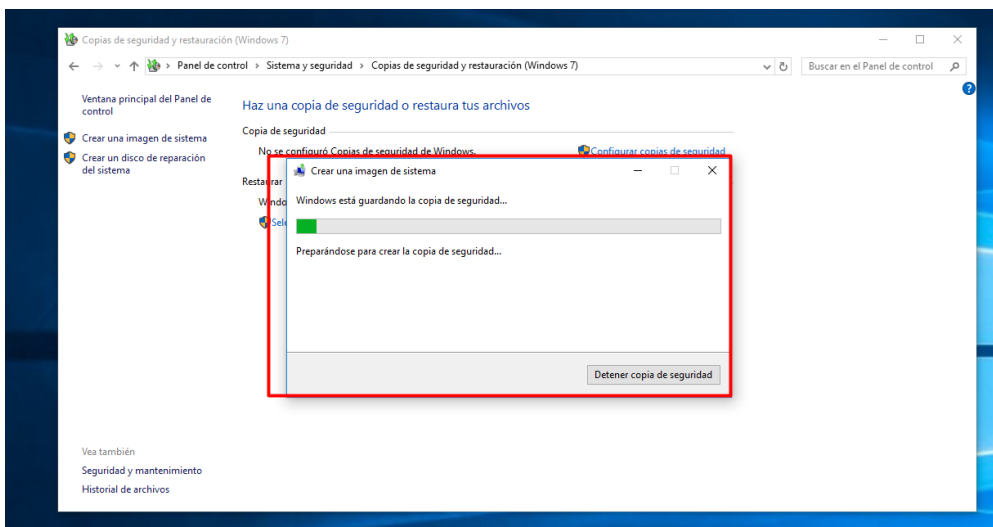 Copias de seguridad y restauración (Windows 7)
Panel de control > Sistema y seguridad > Copias de seguridad y restauración (Windows 7)
Buscar en el Panel de control
Ventana principal del Panel de
control
Crear una imagen de sistema
Crear un disco de reparación
del sistema
Haz una copia de seguridad o restaura tus archivos
Copia de seguridad
No se configuró Copias de seguridad de Windows.
Configurar copias de seguridad
Restaurar
Crear una imagen de sistema
Windows está guardando la copia de seguridad...
Preparándose para crear la copia de seguridad...
Detener copia de seguridad
Vea también
Seguridad y mantenimiento
Historial de archivos